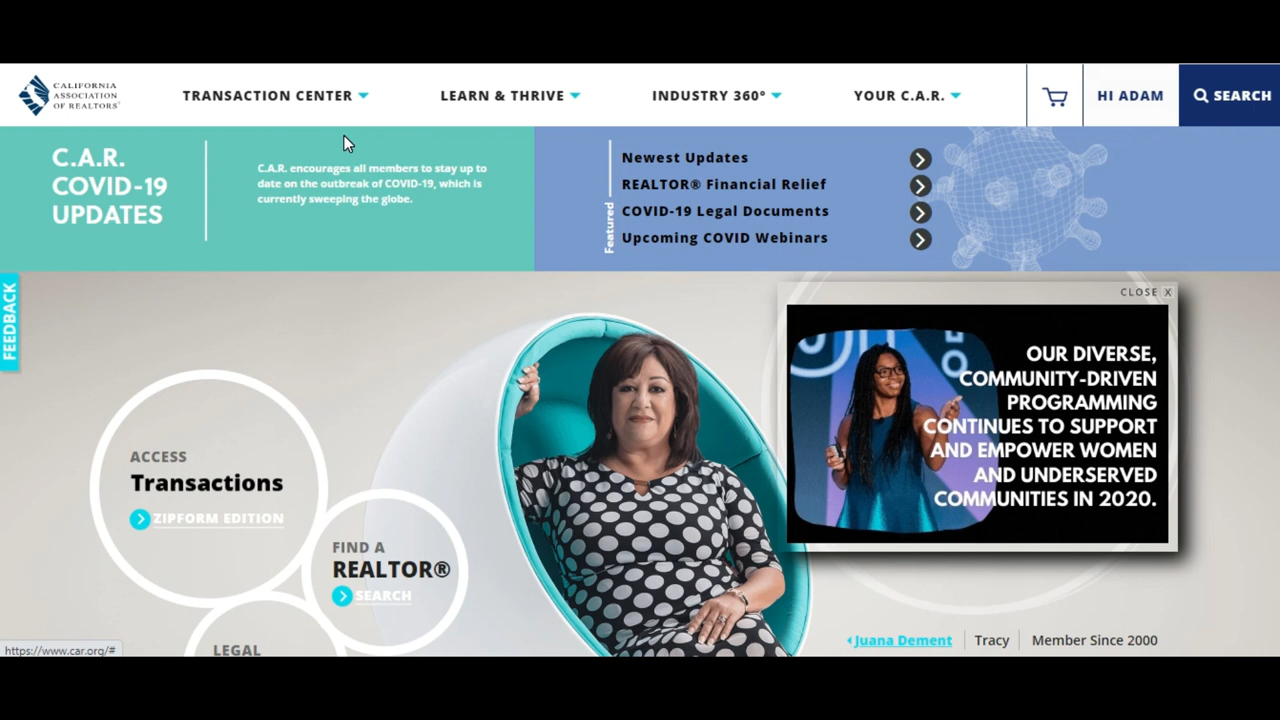 CALIFORNIA
ASSOCIATION
OF REALTORS®
TRANSACTION CENTER
LEARN & THRIVE
INDUSTRY 360°
YOUR C.A.R.
HI ADAM
SEARCH
C.A.R.
COVID-19
UPDATES
C.A.R. encourages all members to stay up to
date on the outbreak of COVID-19, which is
currently sweeping the globe.
Featured
Newest Updates
REALTOR® Financial Relief
COVID-19 Legal Documents
Upcoming COVID Webinars
FEEDBACK
CLOSE X
OUR DIVERSE,
COMMUNITY-DRIVEN
PROGRAMMING
CONTINUES TO SUPPORT
AND EMPOWER WOMEN
AND UNDERSERVED
COMMUNITIES IN 2020.
ACCESS
Transactions
ZIPFORM EDITION
FIND A
REALTOR®
SEARCH
LEGAL
Juana Dement
Tracy
Member Since 2000
https://www.car.org/#